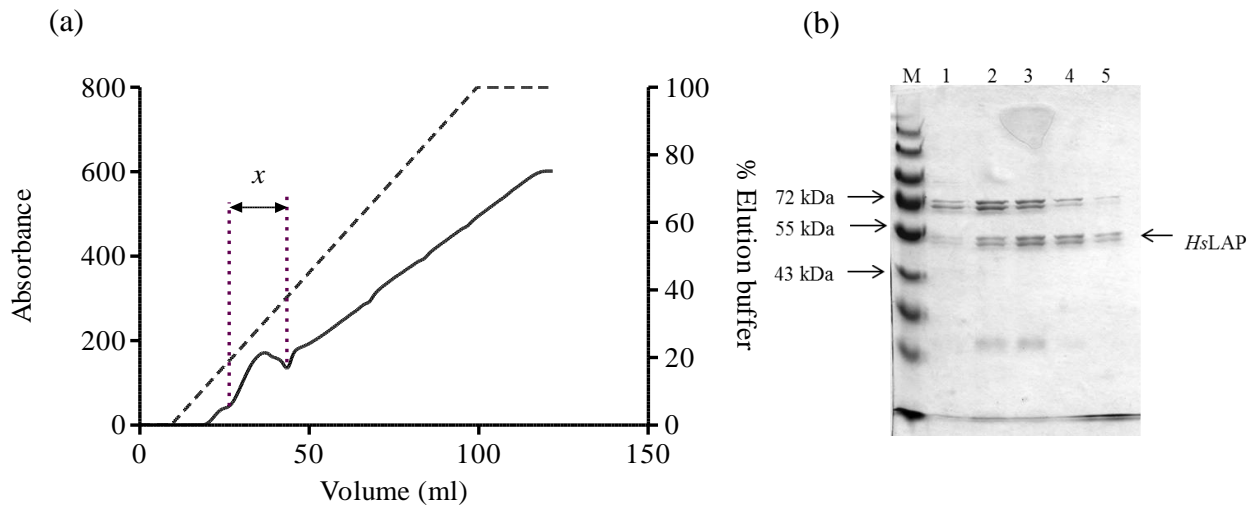 (a)
(b)
800
600
400
200
0
Absorbance
x
100
80
60
40
20
0
% Elution buffer
0 50 100 150
Volume (ml)
M 1 2 3 4 5
72 kDa
55 kDa
43 kDa
HsLAP